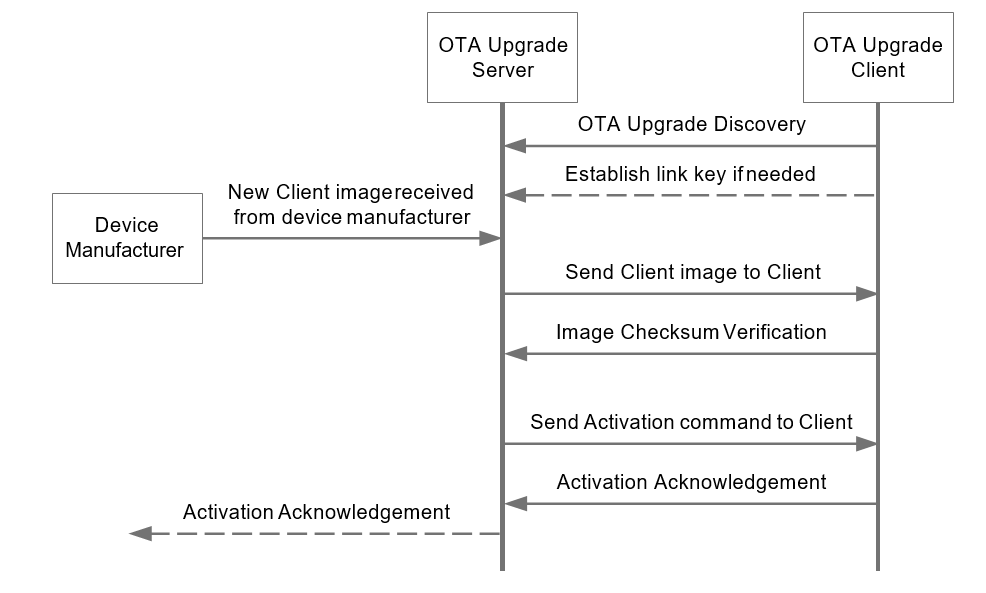 OTA Upgrade
Server
OTA Upgrade
Client
OTA Upgrade Discovery
Establish link key if needed
New Client image received
from device manufacturer
Device
Manufacturer
Send Client image to Client
Image Checksum Verification
Send Activation command to Client
Activation Acknowledgement
Activation Acknowledgement